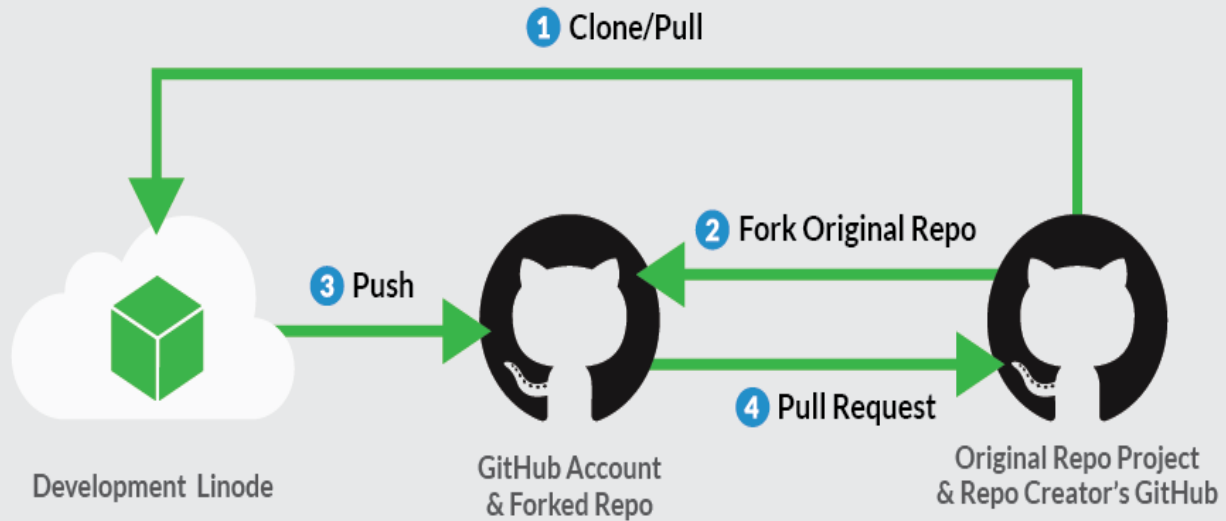 1 Clone/Pull
2 Fork Original Repo
3 Push
4 Pull Request
Development Linode
GitHub Account
& Forked Repo
Original Repo Project
& Repo Creator's GitHub